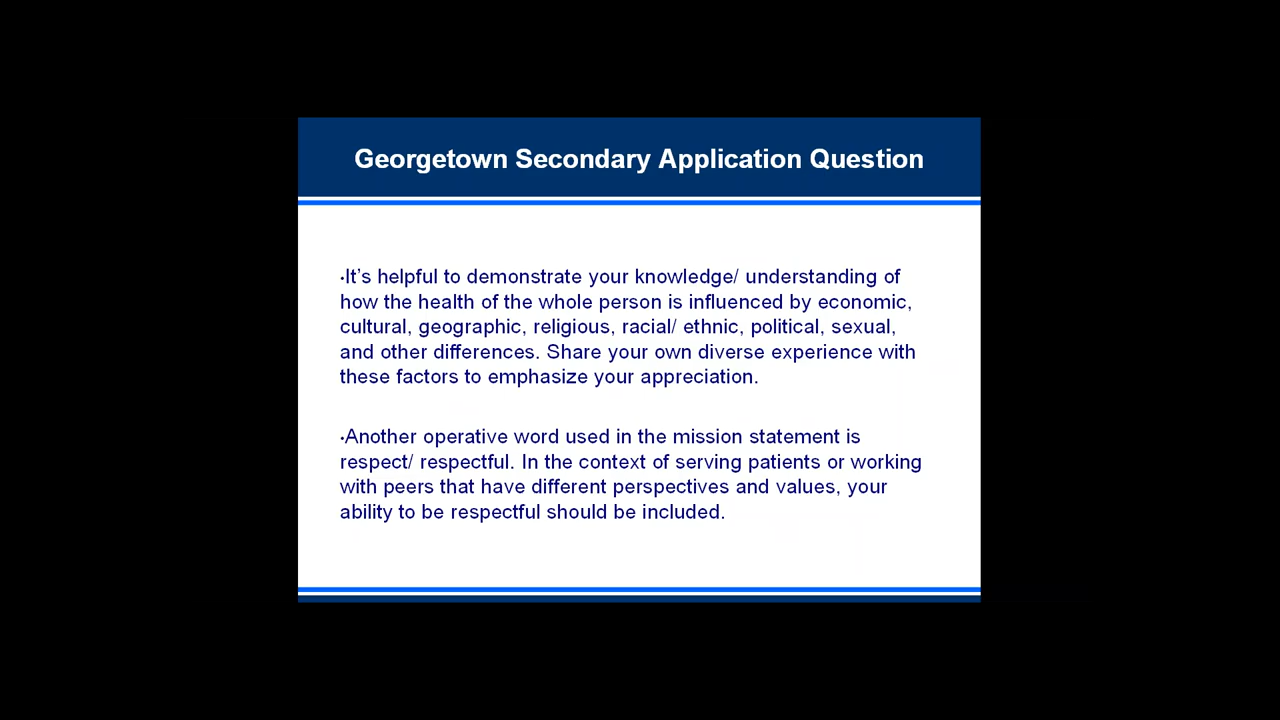 Georgetown Secondary Application Question
·It's helpful to demonstrate your knowledge/ understanding of
how the health of the whole person is influenced by economic,
cultural, geographic, religious, racial/ ethnic, political, sexual,
and other differences. Share your own diverse experience with
these factors to emphasize your appreciation.
·Another operative word used in the mission statement is
respect/ respectful. In the context of serving patients or working
with peers that have different perspectives and values, your
ability to be respectful should be included.